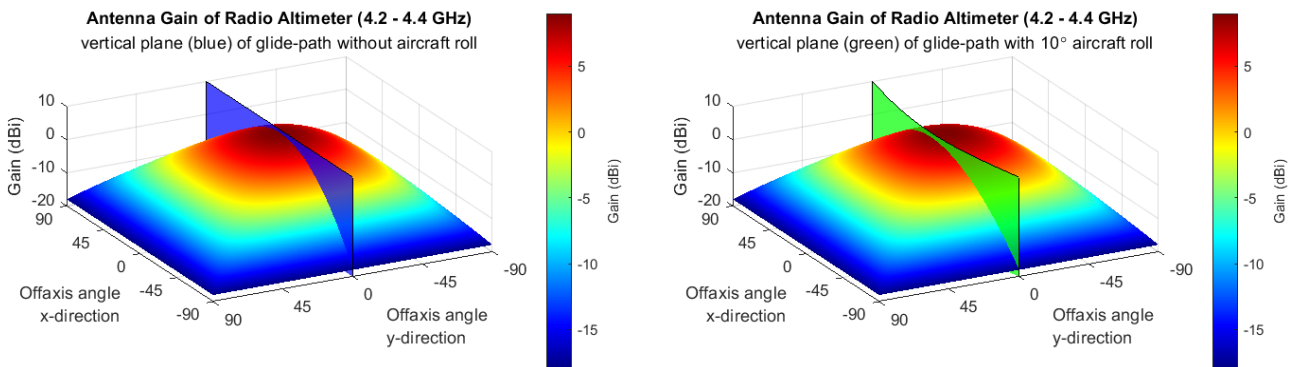 Antenna Gain of Radio Altimeter (4.2 - 4.4 GHz)
vertical plane (blue) of glide-path without aircraft roll
10
0
-10
-20
Gain (dBi)
90
45
0
-45
-90
Offaxis angle
x-direction
90
45
0
-45
-90
Offaxis angle
y-direction
5
0
-5
-10
-15
Gain (dBi)
Antenna Gain of Radio Altimeter (4.2 - 4.4 GHz)
vertical plane (green) of glide-path with 10° aircraft roll
10
0
-10
-20
Gain (dBi)
90
45
0
-45
-90
Offaxis angle
x-direction
90
45
0
-45
-90
Offaxis angle
y-direction
5
0
-5
-10
-15
Gain (dBi)